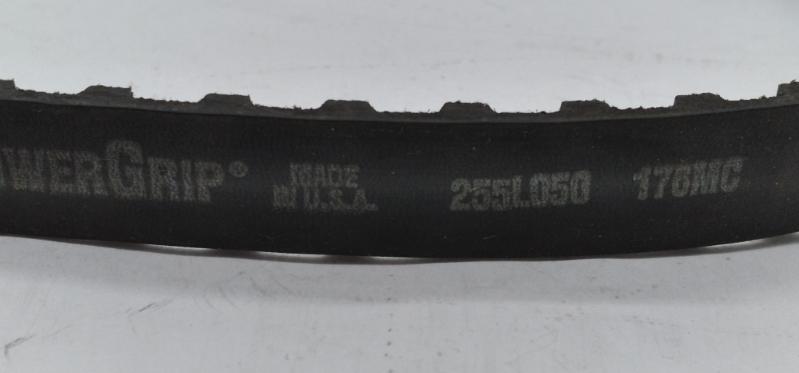 WERGRIP® MADE 255L050 176MC
IN U.S.A.